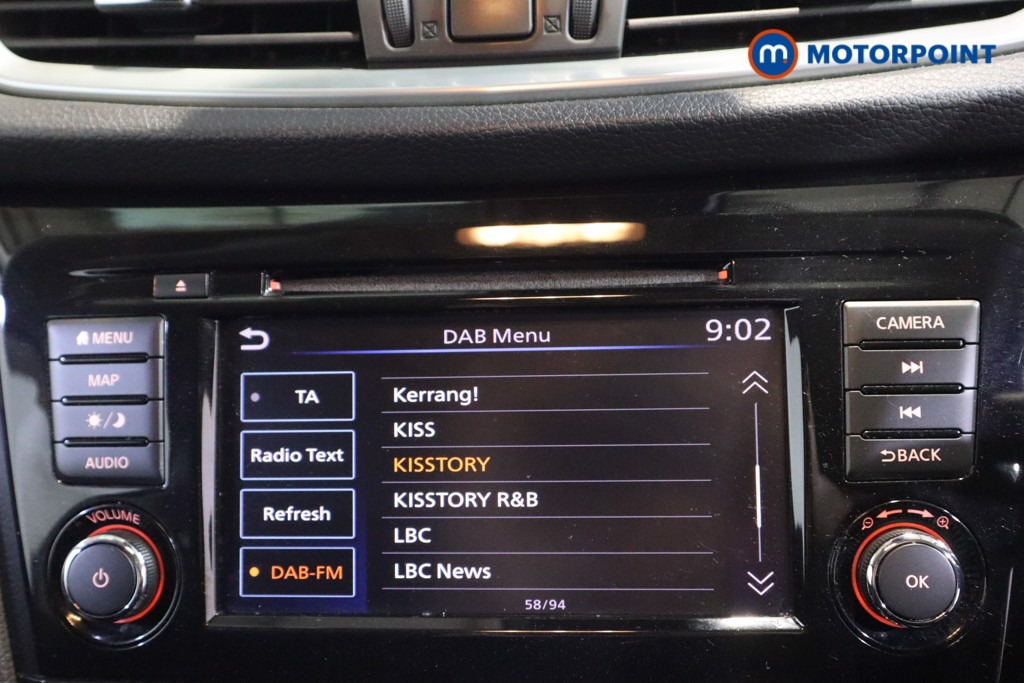 m MOTORPOINT
MENU
MAP
AUDIO
VOLUME
DAB Menu
9:02
TA
Radio Text
Refresh
DAB-FM
Kerrang!
KISS
KISSTORY
KISSTORY R&B
LBC
LBC News
58/94
CAMERA
BACK
OK